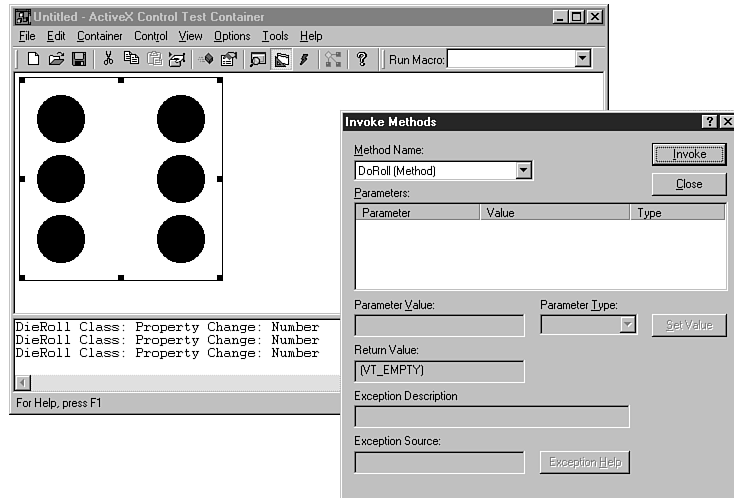 Untitled - ActiveX Control Test Container
File Edit Container Control View Options Tools Help
Run Macro:
DieRoll Class: Property Change: Number
DieRoll Class: Property Change: Number
DieRoll Class: Property Change: Number
For Help, press F1
Invoke Methods
Method Name:
Invoke
DoRoll (Method)
Close
Parameters:
Parameter Value Type
Parameter Value: Parameter Type:
Set Value
Return Value:
(VT_EMPTY)
Exception Description
Exception Source:
Exception Help